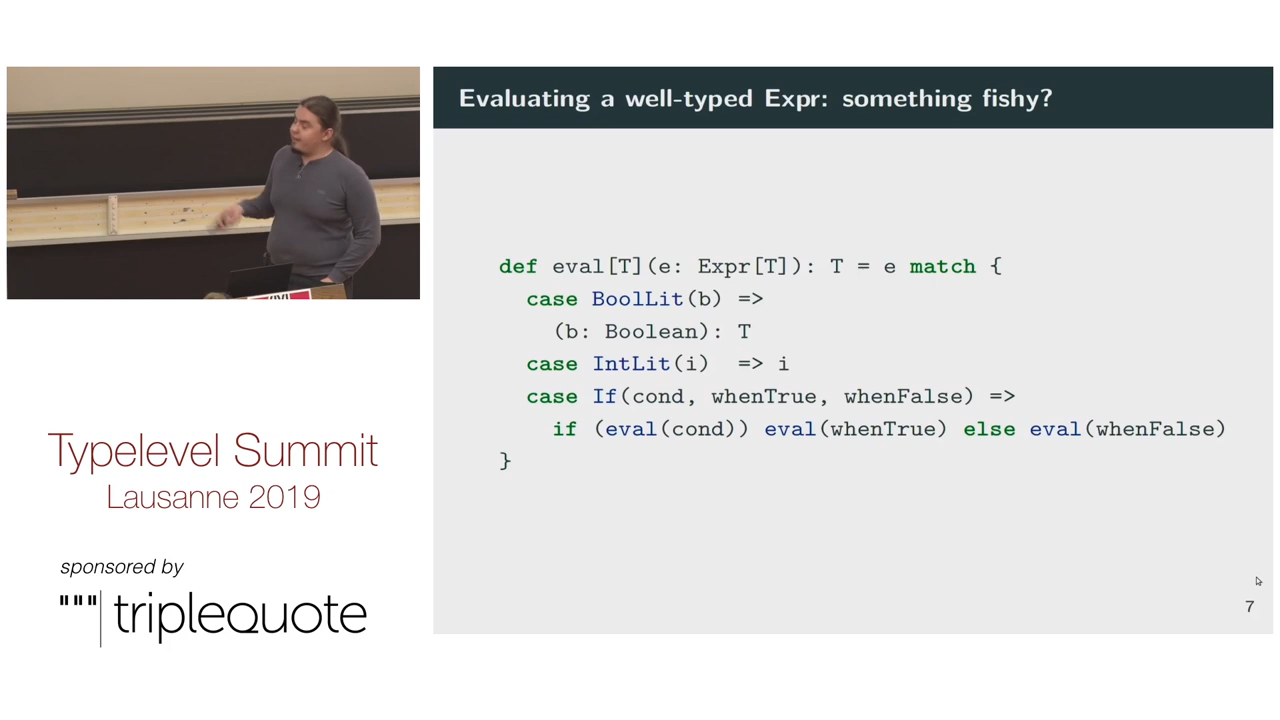 Evaluating a well-typed Expr: something fishy?
def eval[T](e: Expr[T]): T = e match {
case BoolLit(b) =>
(b: Boolean): T
case IntLit(i) => i
case If(cond, whenTrue, whenFalse) =>
if (eval(cond)) eval(whenTrue) else eval(whenFalse)
}
7
Typelevel Summit
Lausanne 2019
sponsored by
"""|triplequote